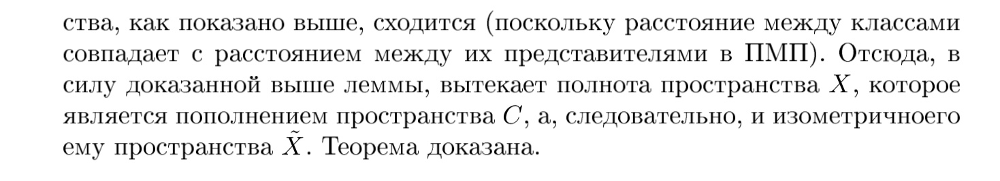 ства, как показано выше, сходится (поскольку расстояние между классами
совпадает с расстоянием между их представителями в ПМП). Отсюда, в
силу доказанной выше леммы, вытекает полнота пространства X, которое
является пополнением пространства C, а, следовательно, и изометричноего
ему пространства X̃. Теорема доказана.